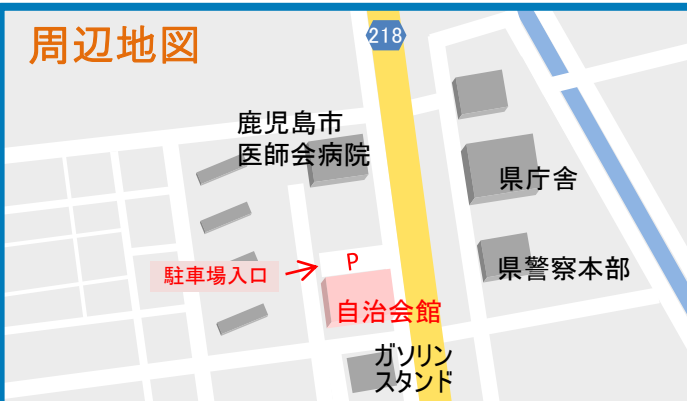 周辺地図
218
鹿児島市
医師会病院
県庁舎
P
駐車場入口
県警察本部
自治会館
ガソリン
スタンド